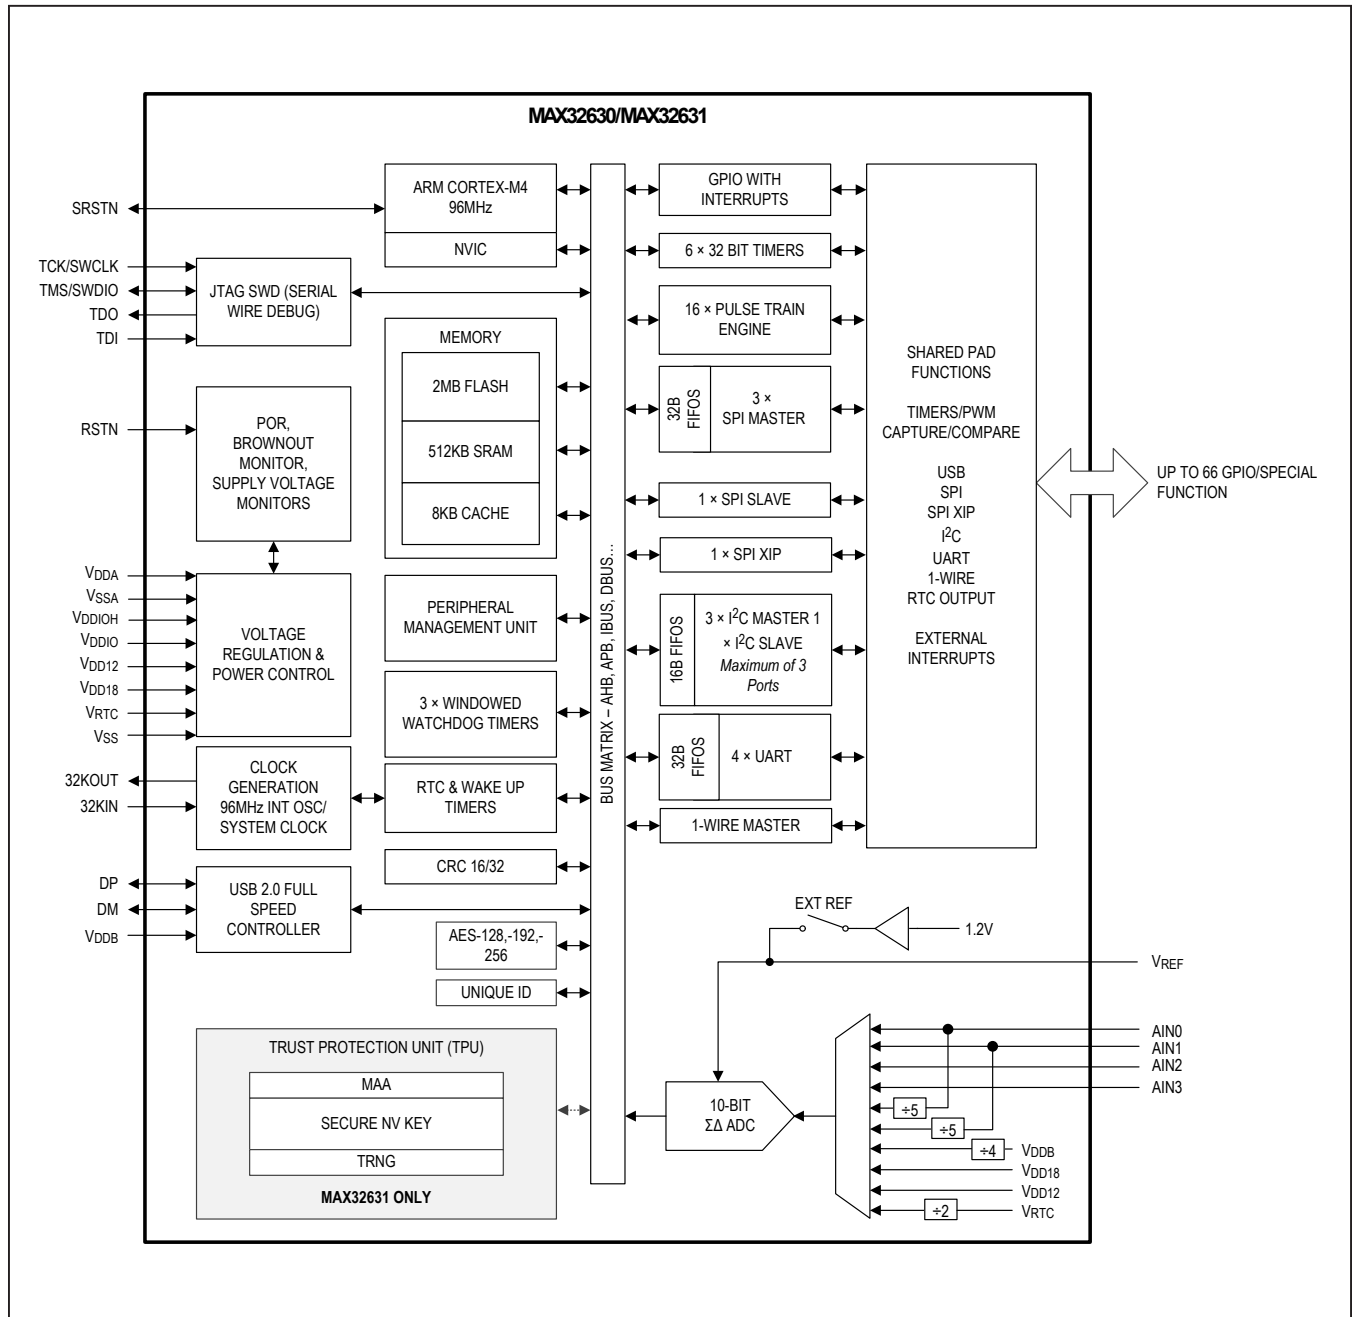 MAX32630/MAX32631
SRSTN
TCK/SWCLK
TMS/SWDIO
TDO
TDI
RSTN
VDDA
VSSA
VDDIOH
VDDIO
VDD12
VDD18
VRTC
VSS
32KOUT
32KIN
DP
DM
VDDB
JTAG SWD (SERIAL
WIRE DEBUG)
POR,
BROWNOUT
MONITOR,
SUPPLY VOLTAGE
MONITORS
VOLTAGE
REGULATION &
POWER CONTROL
CLOCK
GENERATION
96MHz INT OSC/
SYSTEM CLOCK
USB 2.0 FULL
SPEED
CONTROLLER
ARM CORTEX-M4
96MHz
NVIC
MEMORY
2MB FLASH
512KB SRAM
8KB CACHE
PERIPHERAL
MANAGEMENT UNIT
3 × WINDOWED
WATCHDOG TIMERS
RTC & WAKE UP
TIMERS
CRC 16/32
AES-128,-192,-
256
UNIQUE ID
TRUST PROTECTION UNIT (TPU)
MAA
SECURE NV KEY
TRNG
MAX32631 ONLY
BUS MATRIX – AHB, APB, IBUS, DBUS...
GPIO WITH
INTERRUPTS
6 × 32 BIT TIMERS
16 × PULSE TRAIN
ENGINE
32B
FIFOS
3 ×
SPI MASTER
1 × SPI SLAVE
1 × SPI XIP
16B FIFOS
3 × I2C MASTER 1
× I2C SLAVE
Maximum of 3
Ports
32B
FIFOS
4 × UART
1-WIRE MASTER
SHARED PAD
FUNCTIONS
TIMERS/PWM
CAPTURE/COMPARE
USB
SPI
SPI XIP
I2C
UART
1-WIRE
RTC OUTPUT
EXTERNAL
INTERRUPTS
UP TO 66 GPIO/SPECIAL
FUNCTION
EXT REF
1.2V
VREF
10-BIT
ΣΔ ADC
AIN0
AIN1
AIN2
AIN3
÷5
÷5
÷4
VDDB
VDD18
VDD12
÷2
VRTC